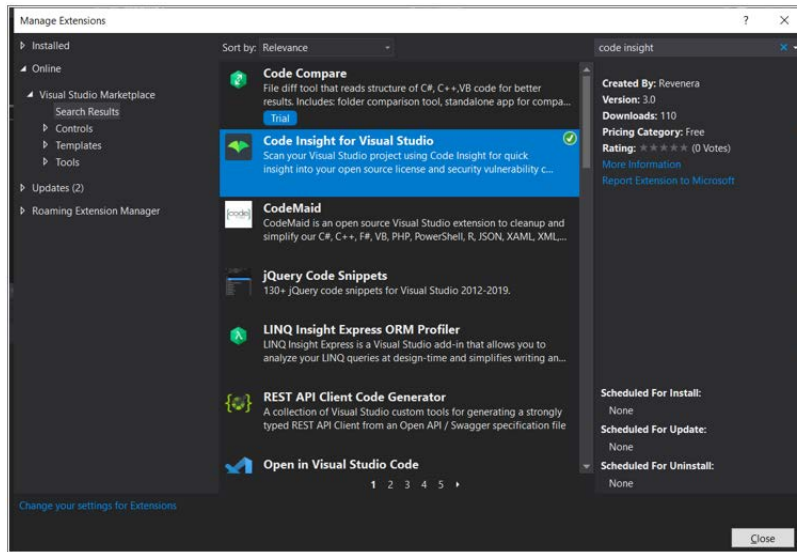 Manage Extensions
?
Installed
Online
Visual Studio Marketplace
Search Results
Controls
Templates
Tools
Updates (2)
Roaming Extension Manager
Sort by: Relevance
Code Compare
File diff tool that reads structure of C#, C++,VB code for better
results. Includes: folder comparison tool, standalone app for compa...
Trial
Code Insight for Visual Studio
Scan your Visual Studio project using Code Insight for quick
insight into your open source license and security vulnerability c...
[code]
CodeMaid
CodeMaid is an open source Visual Studio extension to cleanup and
simplify our C#, C++, F#, VB, PHP, PowerShell, R, JSON, XAML, XML,...
jQuery Code Snippets
130+ jQuery code snippets for Visual Studio 2012-2019.
LINQ Insight Express ORM Profiler
LINQ Insight Express is a Visual Studio add-in that allows you to
analyze your LINQ queries at design-time and simplifies writing an...
REST API Client Code Generator
A collection of Visual Studio custom tools for generating a strongly
typed REST API Client from an Open API / Swagger specification file
Open in Visual Studio Code
1 2 3 4 5
code insight
Created By: Revenera
Version: 3.0
Downloads: 110
Pricing Category: Free
Rating: ★★★★★ (0 Votes)
More Information
Report Extension to Microsoft
Scheduled For Install:
None
Scheduled For Update:
None
Scheduled For Uninstall:
None
Change your settings for Extensions
Close